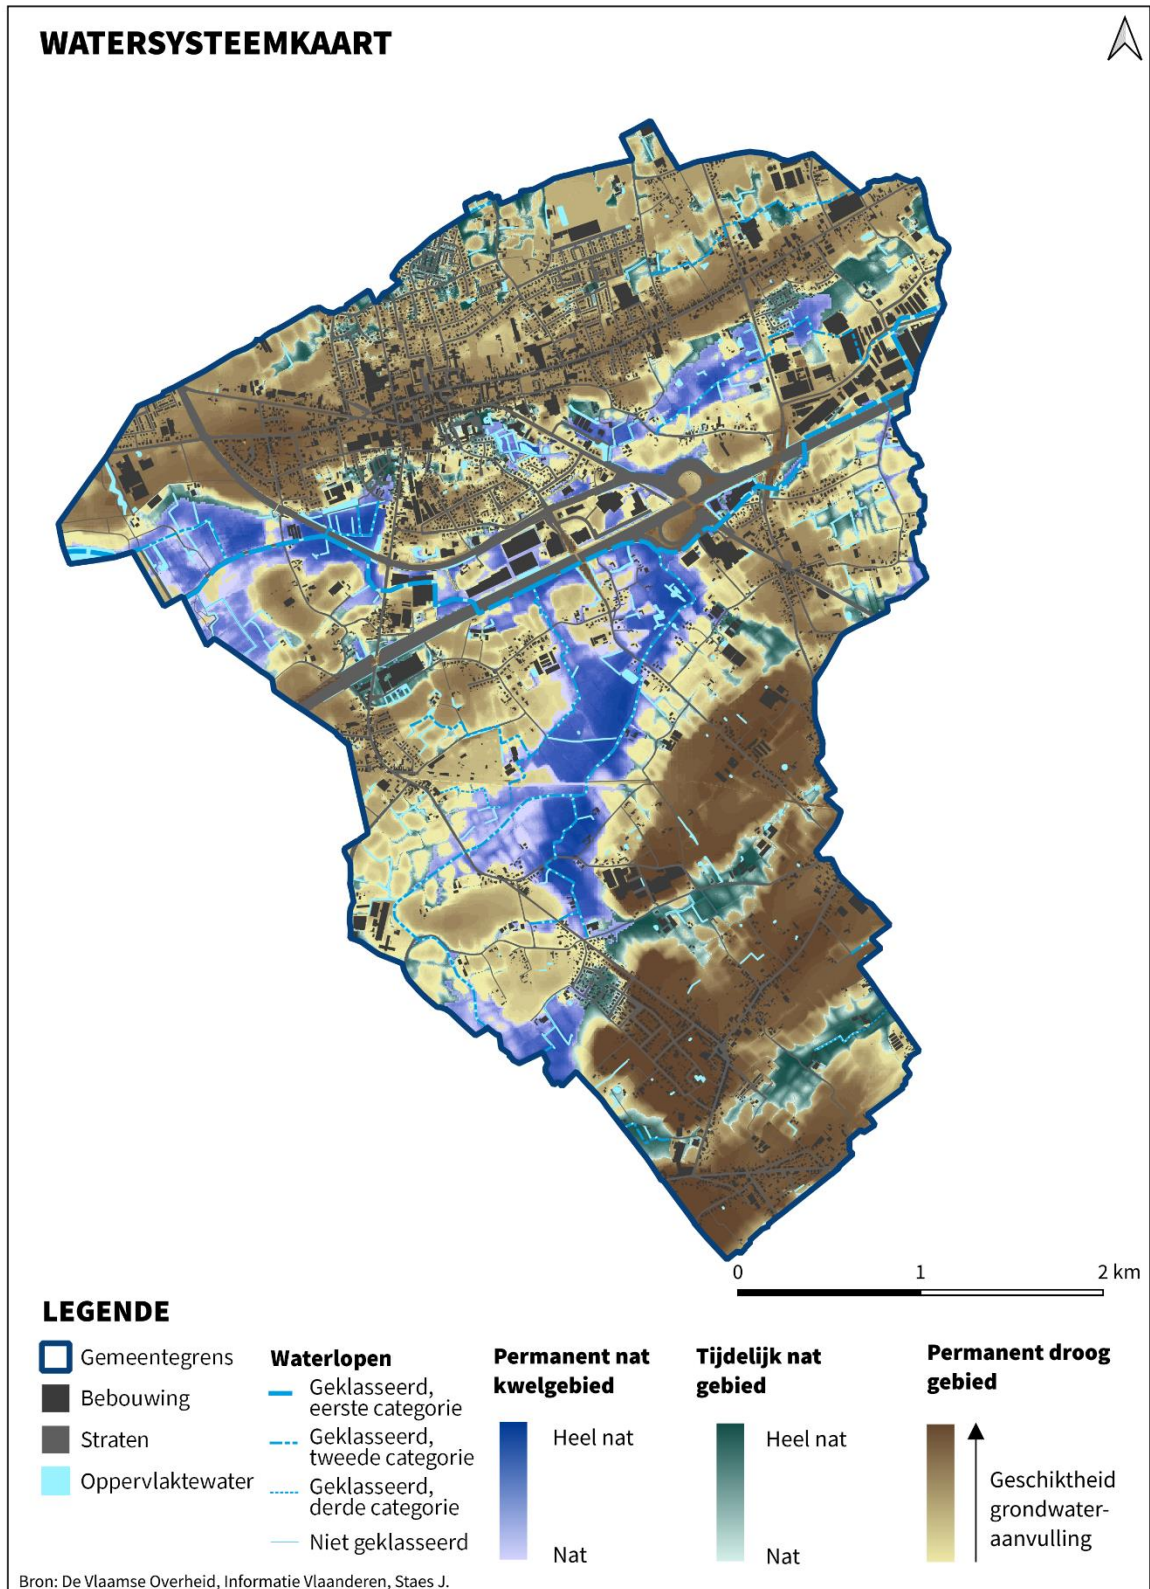 WATERSYSTEEMKAART
0 1 2 km
LEGENDE
Gemeentegrens
Bebouwing
Straten
Oppervlaktewater
Waterlopen
Geklasseerd,
eerste categorie
Geklasseerd,
tweede categorie
Geklasseerd,
derde categorie
Niet geklasseerd
Permanent nat
kwelgebied
Heel nat
Nat
Tijdelijk nat
gebied
Heel nat
Nat
Permanent droog
gebied
Geschiktheid
grondwater-
aanvulling
Bron: De Vlaamse Overheid, Informatie Vlaanderen, Staes J.